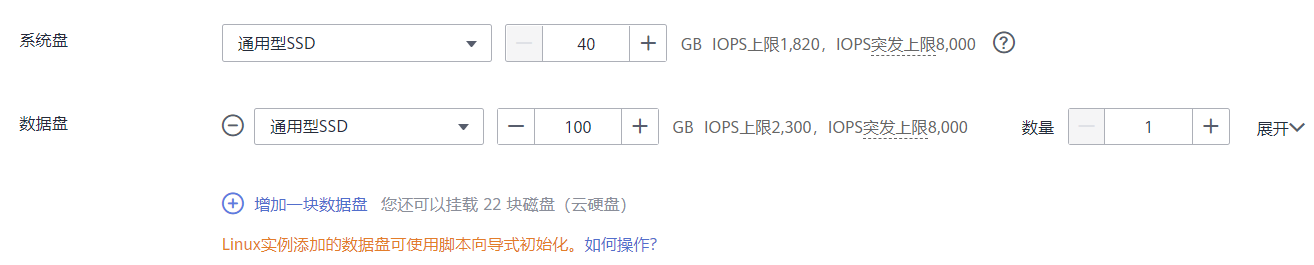 系统盘 通用型SSD 40 GB IOPS上限1,820，IOPS突发上限8,000
数据盘 通用型SSD 100 GB IOPS上限2,300，IOPS突发上限8,000 数量 1 展开
增加一块数据盘 您还可以挂载 22 块磁盘（云硬盘）
Linux实例添加的数据盘可使用脚本向导式初始化。如何操作?